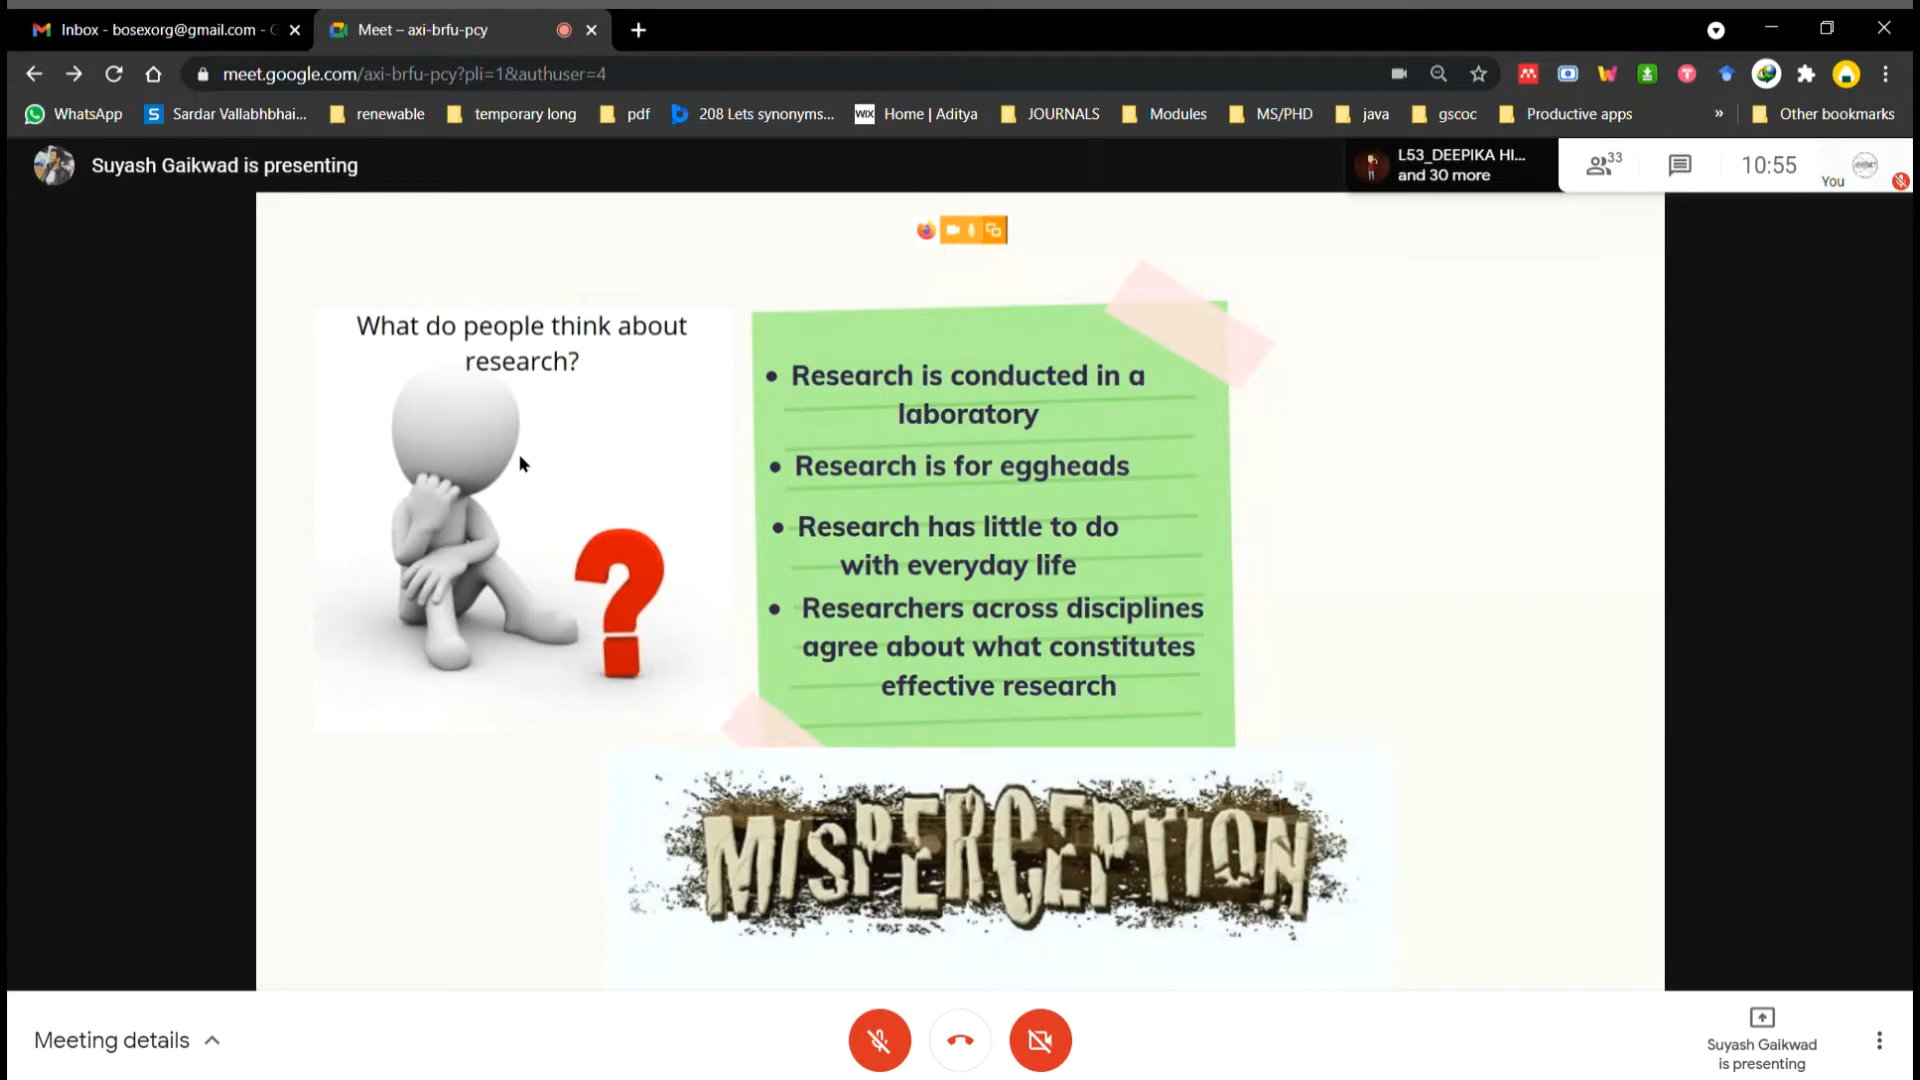 Inbox - bosexorg@gmail.com - G
Meet – axi-brfu-pcy
meet.google.com/axi-brfu-pcy?pli=1&authuser=4
WhatsApp
Sardar Vallabhbhai...
renewable
temporary long
pdf
208 Lets synonyms...
WIX
Home | Aditya
JOURNALS
Modules
MS/PHD
java
gscoc
Productive apps
»
Other bookmarks
Suyash Gaikwad is presenting
L53_DEEPIKA HI...
and 30 more
33
10:55
You
What do people think about
research?
• Research is conducted in a
laboratory
• Research is for eggheads
• Research has little to do
with everyday life
• Researchers across disciplines
agree about what constitutes
effective research
MISPERCEPTION
Meeting details
Suyash Gaikwad
is presenting